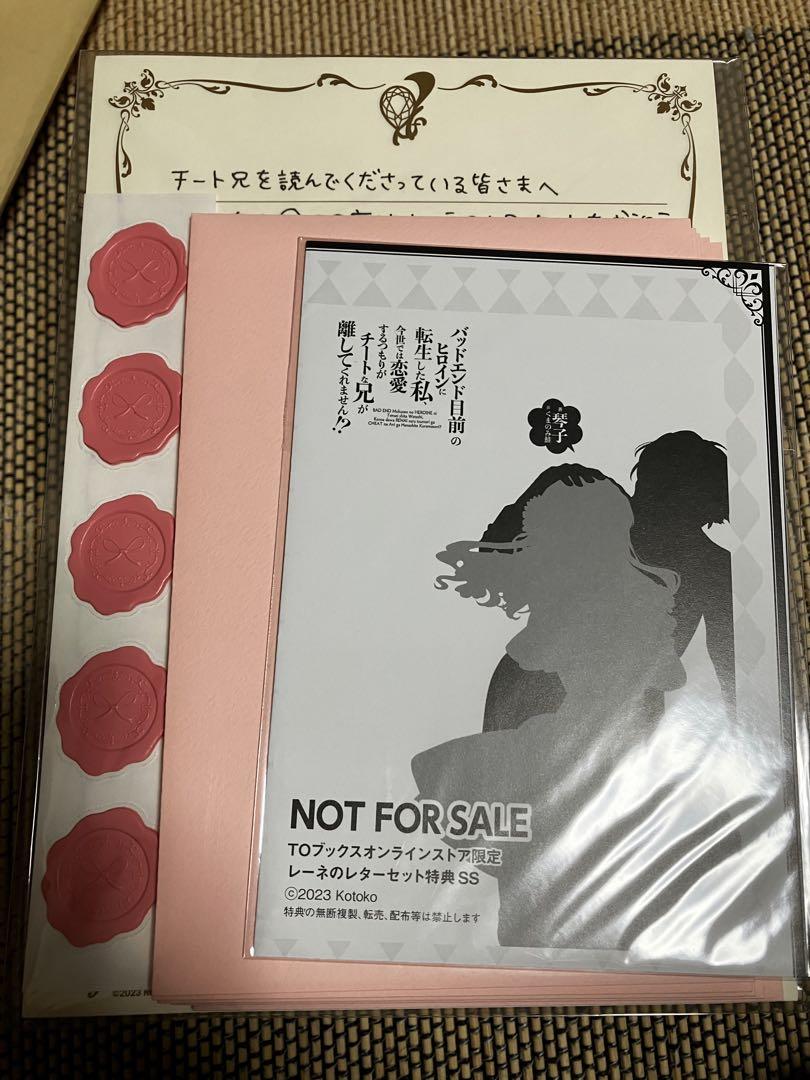 チート兄を読んでくださっている皆さまへ
バッドエンド目前の
ヒロインに
転生した私、
今世では恋愛
するつもりが
チートな兄が
離してくれません!?
BAD END Mokuzen no HEROINE ni
Tensei shita Watashi,
Konse dewa RENAI suru tsumori ga
CHEAT na Ani ga Hanashite Kuremasen!?
著 琴子
NOT FOR SALE
TOブックスオンラインストア限定
レーネのレターセット特典SS
©2023 Kotoko
特典の無断複製、転売、配布等は禁止します
©2023